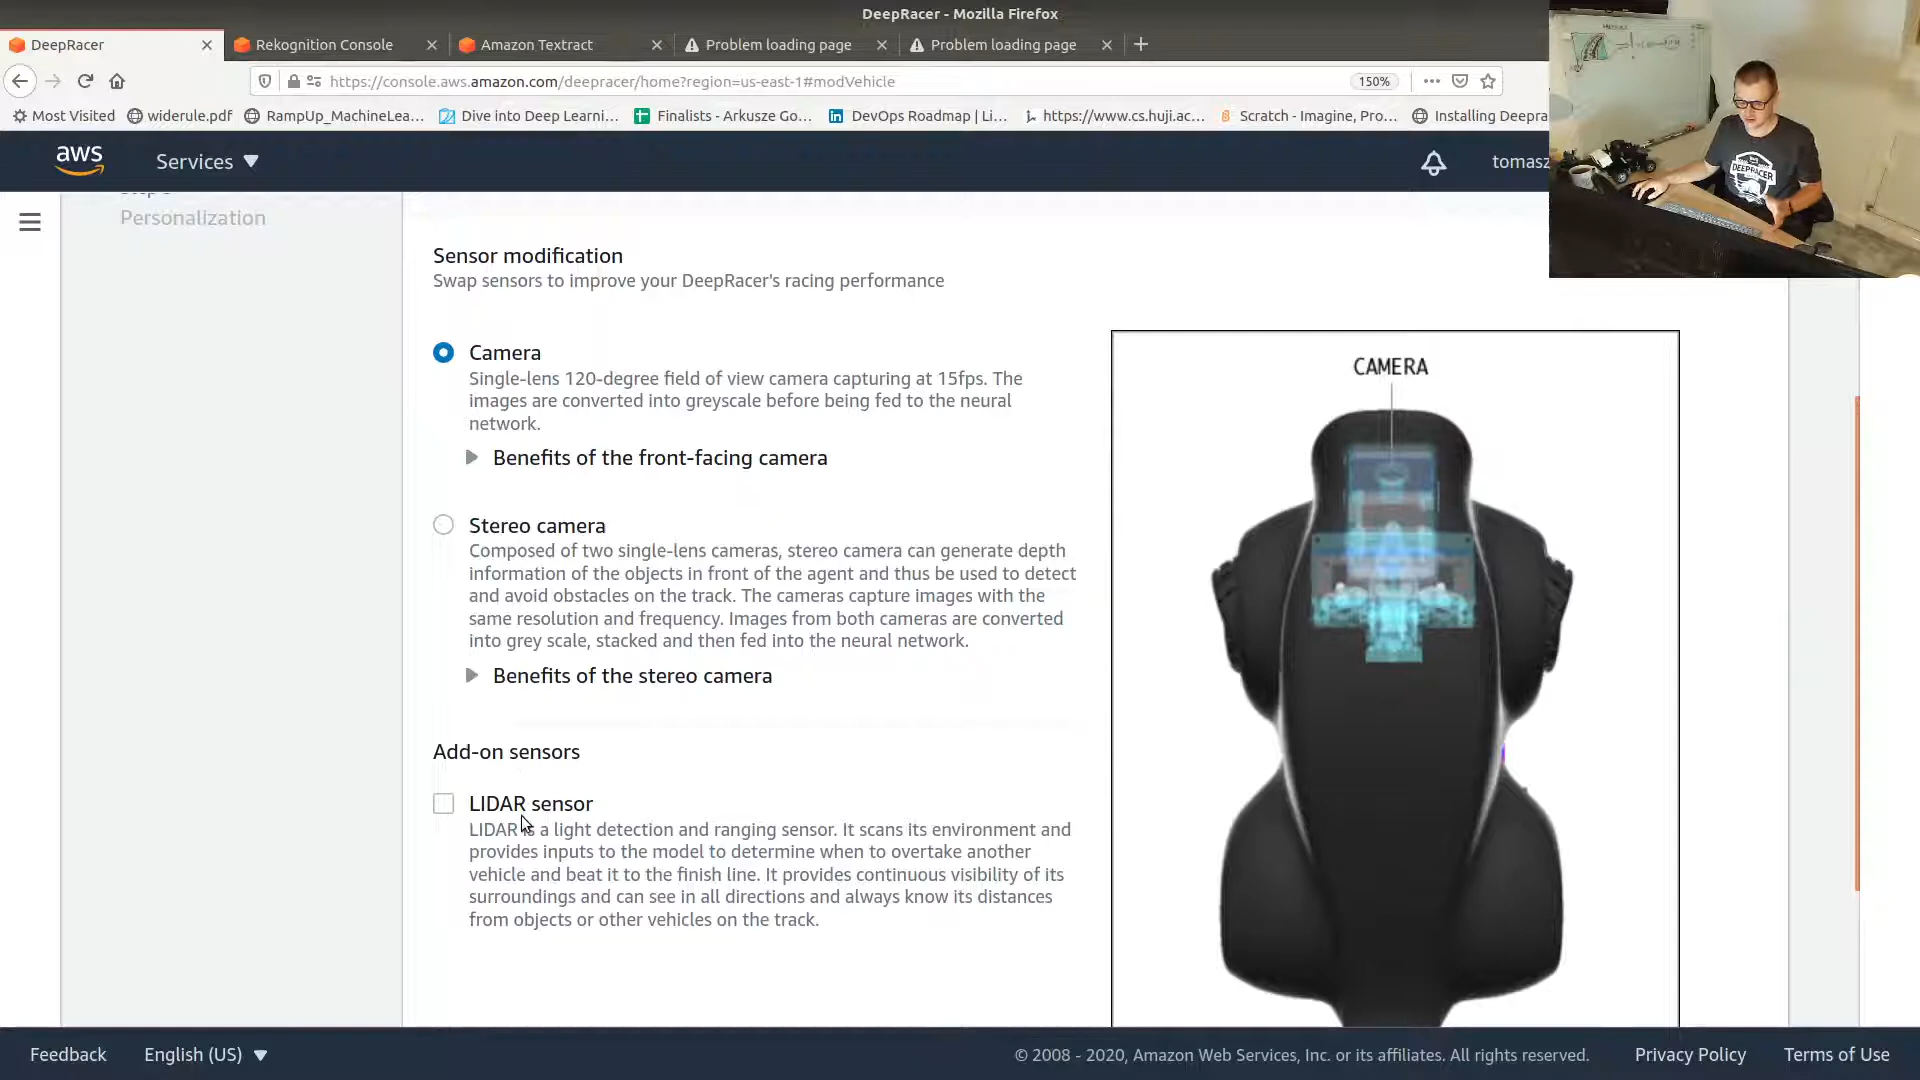 DeepRacer - Mozilla Firefox
DeepRacer
Rekognition Console
Amazon Textract
Problem loading page
Problem loading page
https://console.aws.amazon.com/deepracer/home?region=us-east-1#modVehicle
150%
Most Visited
widerule.pdf
RampUp_MachineLea...
Dive into Deep Learni...
Finalists - Arkusze Go...
DevOps Roadmap | Li...
https://www.cs.huji.ac...
Scratch - Imagine, Pro...
Installing Deepra
aws
Services
tomasz
Personalization
Sensor modification
Swap sensors to improve your DeepRacer's racing performance
Camera
Single-lens 120-degree field of view camera capturing at 15fps. The
images are converted into greyscale before being fed to the neural
network.
Benefits of the front-facing camera
Stereo camera
Composed of two single-lens cameras, stereo camera can generate depth
information of the objects in front of the agent and thus be used to detect
and avoid obstacles on the track. The cameras capture images with the
same resolution and frequency. Images from both cameras are converted
into grey scale, stacked and then fed into the neural network.
Benefits of the stereo camera
Add-on sensors
LIDAR sensor
LIDAR is a light detection and ranging sensor. It scans its environment and
provides inputs to the model to determine when to overtake another
vehicle and beat it to the finish line. It provides continuous visibility of its
surroundings and can see in all directions and always know its distances
from objects or other vehicles on the track.
CAMERA
DEEPRACER
Feedback
English (US)
© 2008 - 2020, Amazon Web Services, Inc. or its affiliates. All rights reserved.
Privacy Policy
Terms of Use